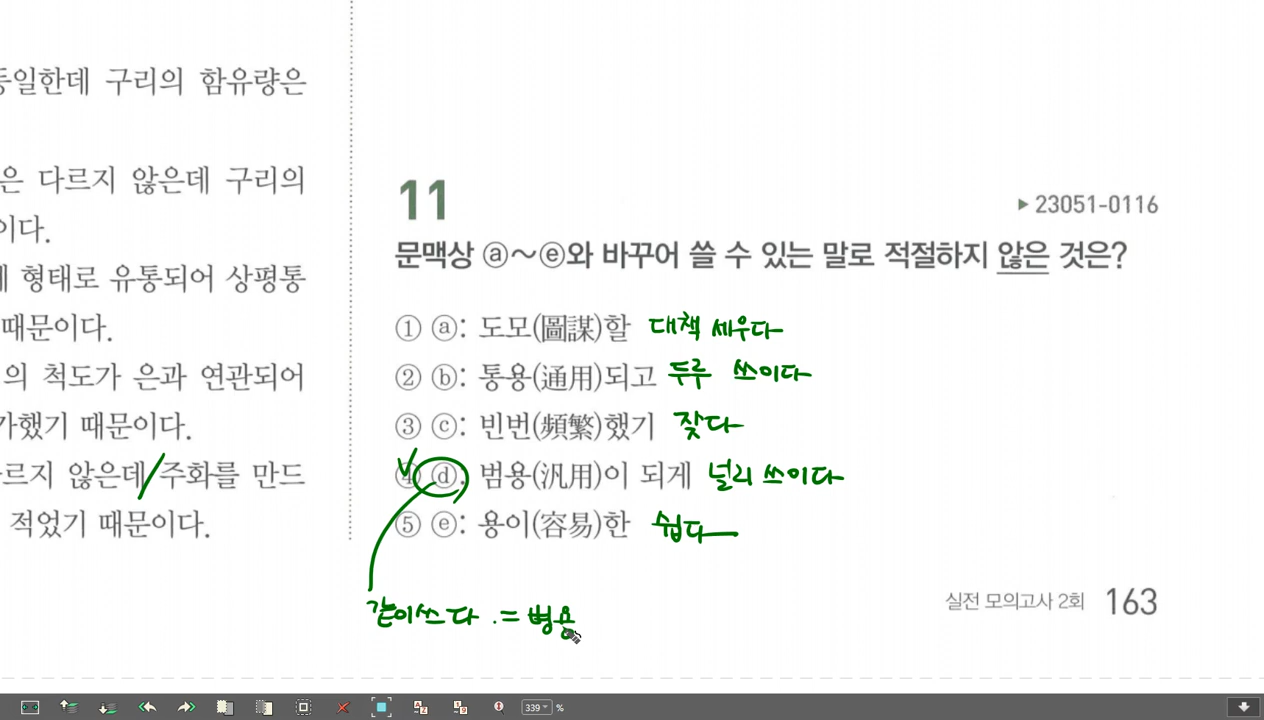 동일한데 구리의 함유량은
은 다르지 않은데 구리의
이다.
형태로 유통되어 상평통
때문이다.
의 척도가 은과 연관되어
가했기 때문이다.
르지 않은데/주화를 만드
적었기 때문이다.
11
▶ 23051-0116
문맥상 ⓐ~ⓔ와 바꾸어 쓸 수 있는 말로 적절하지 않은 것은?
① ⓐ: 도모(圖謀)할 대책 세우다
② ⓑ: 통용(通用)되고 두루 쓰이다
③ ⓒ: 빈번(頻繁)했기 잦다
④ ⓓ: 범용(汎用)이 되게 널리 쓰이다
⑤ ⓔ: 용이(容易)한 쉽다
같이쓰다. = 병용
실전 모의고사 2회 163
339 %